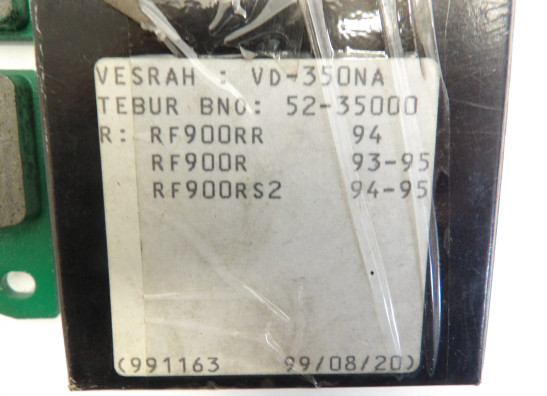 VESRAH : VD-350NA
TEBUR BNO: 52-35000
R: RF900RR 94
RF900R 93-95
RF900RS2 94-95
(991163 99/08/20)